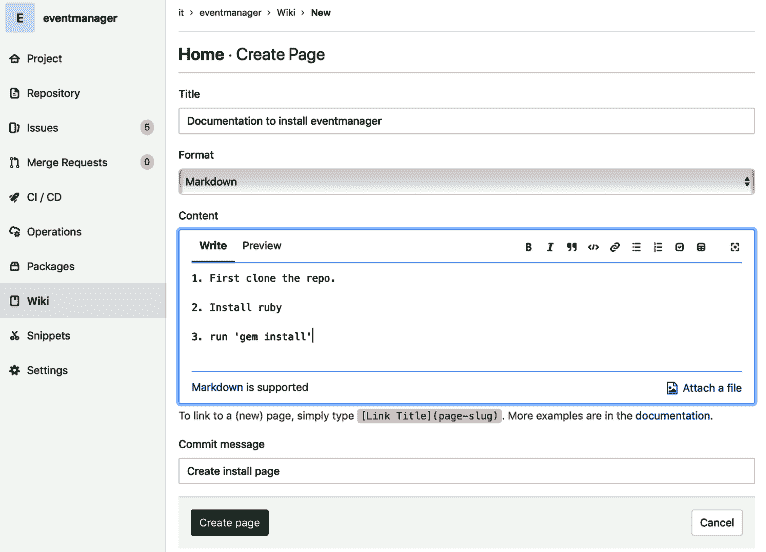 E eventmanager
Project
Repository
Issues 5
Merge Requests 0
CI / CD
Operations
Packages
Wiki
Snippets
Settings
it > eventmanager > Wiki > New
Home · Create Page
Title
Documentation to install eventmanager
Format
Markdown
Content
Write Preview B I
1. First clone the repo.
2. Install ruby
3. run 'gem install'
Markdown is supported Attach a file
To link to a (new) page, simply type [Link Title](page-slug). More examples are in the documentation.
Commit message
Create install page
Create page Cancel